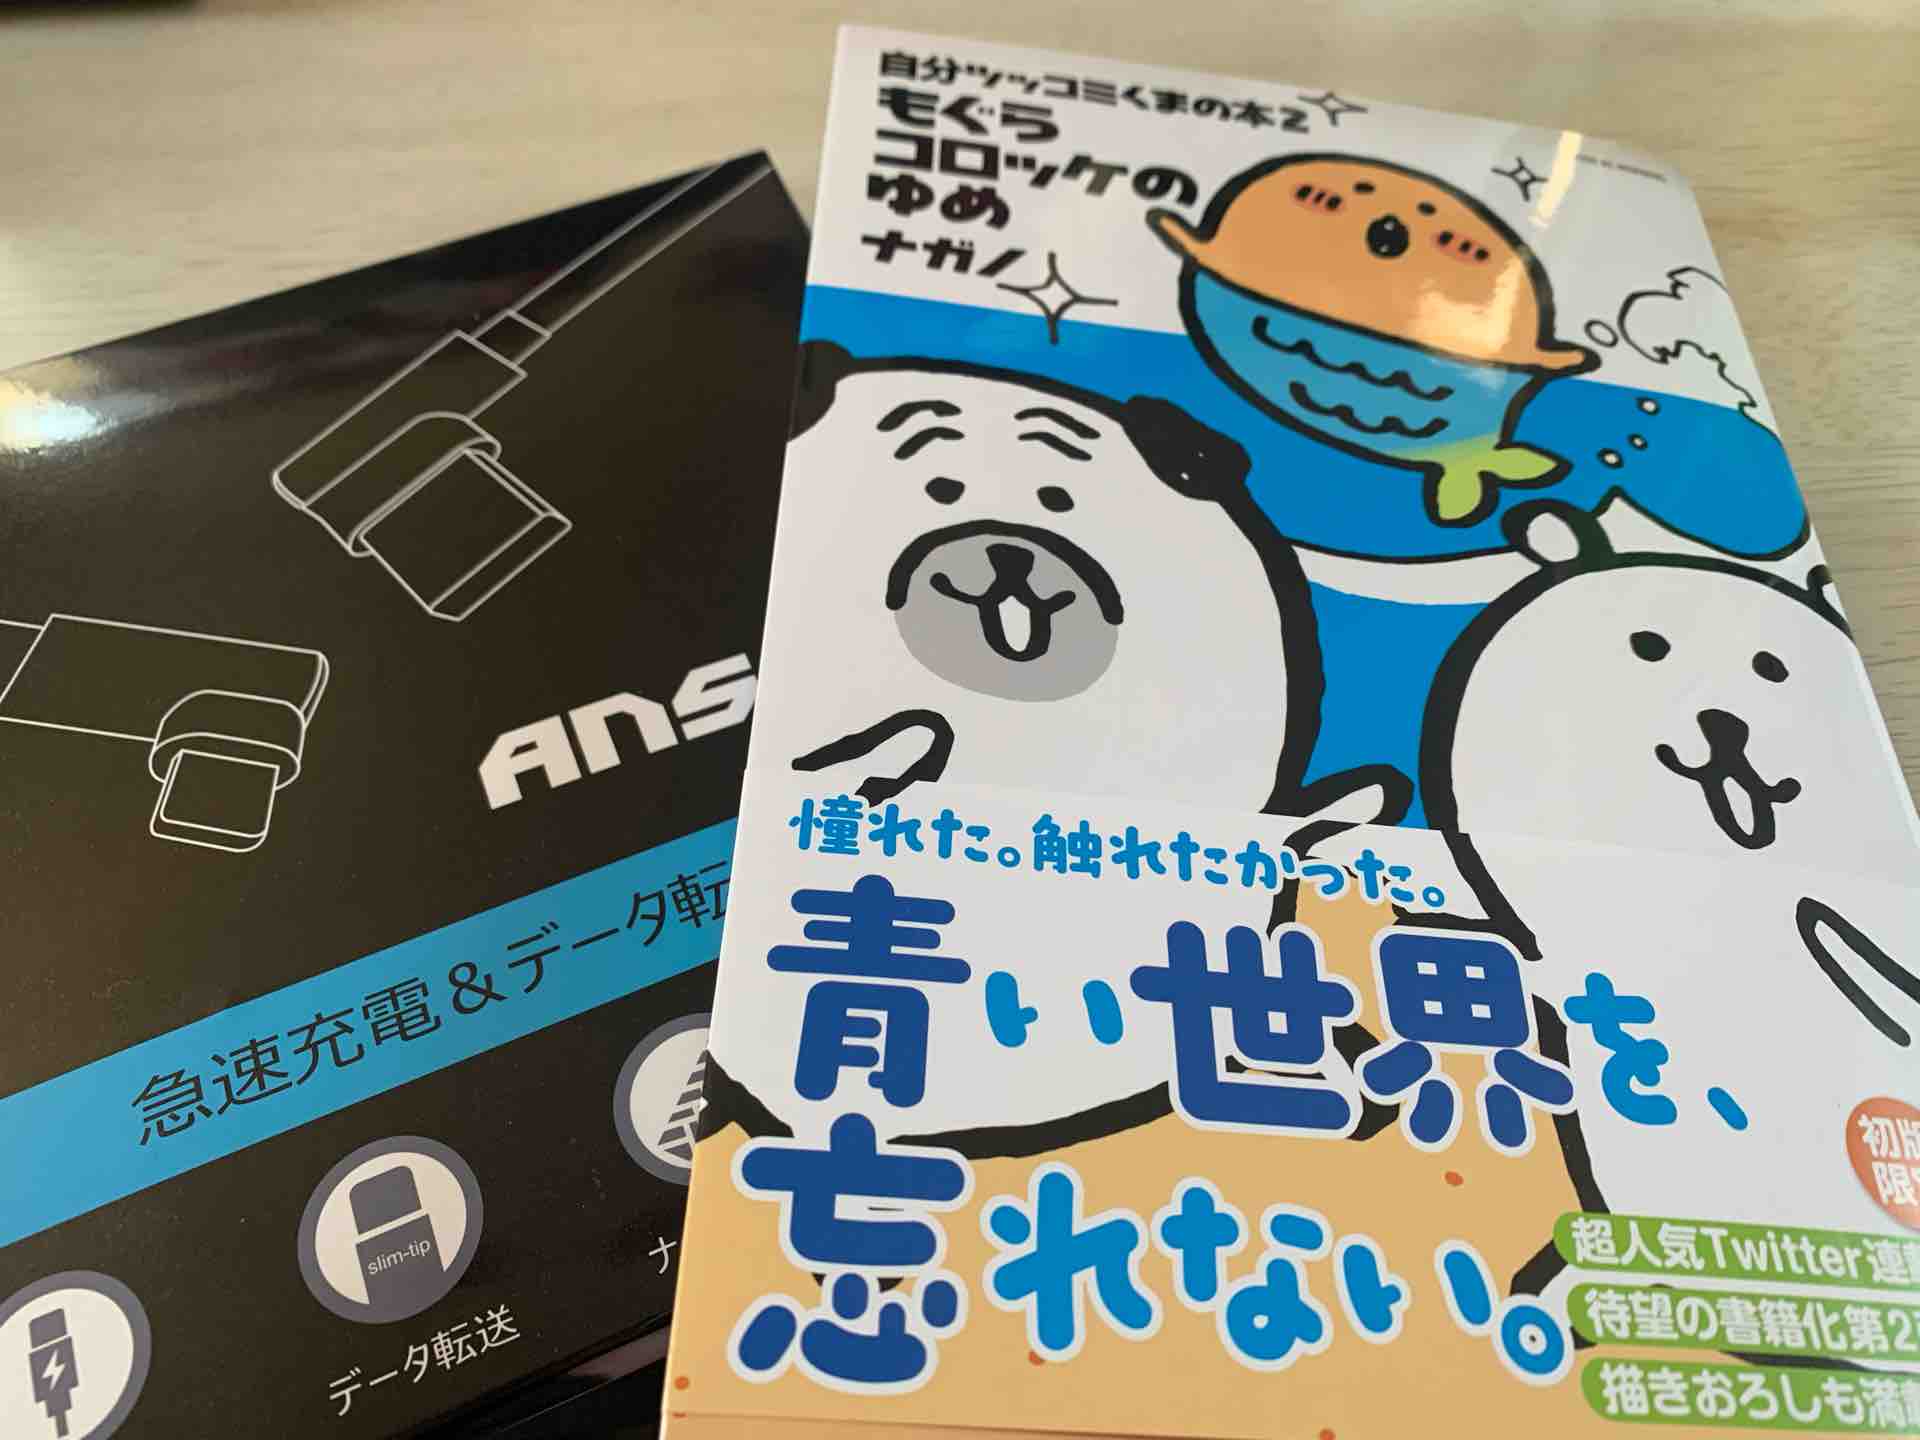 自分ツッコミくまの本2
もぐら
コロッケの
ゆめ
ナガノ
憧れた。触れたかった。
青い世界を、
忘れない。
初版
限
超人気Twitter連
待望の書籍化第2
描きおろしも満
ANS
急速充電&データ転
slim-tip
データ転送
ナ